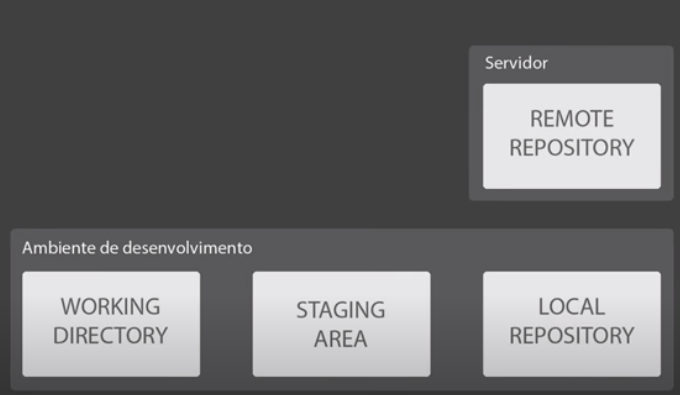 Servidor
REMOTE
REPOSITORY
Ambiente de desenvolvimento
WORKING
DIRECTORY
STAGING
AREA
LOCAL
REPOSITORY